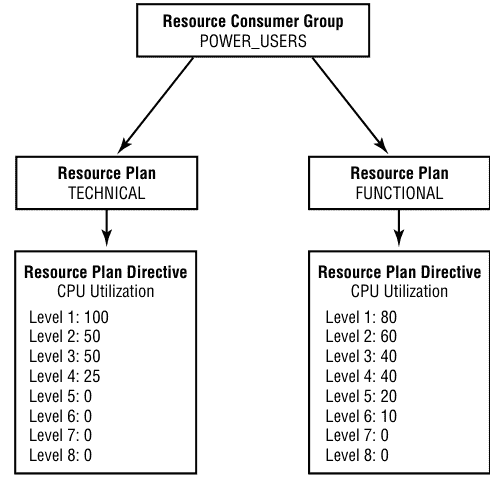 Resource Consumer Group
POWER_USERS
Resource Plan
TECHNICAL
Resource Plan
FUNCTIONAL
Resource Plan Directive
CPU Utilization
Level 1: 100
Level 2: 50
Level 3: 50
Level 4: 25
Level 5: 0
Level 6: 0
Level 7: 0
Level 8: 0
Resource Plan Directive
CPU Utilization
Level 1: 80
Level 2: 60
Level 3: 40
Level 4: 40
Level 5: 20
Level 6: 10
Level 7: 0
Level 8: 0